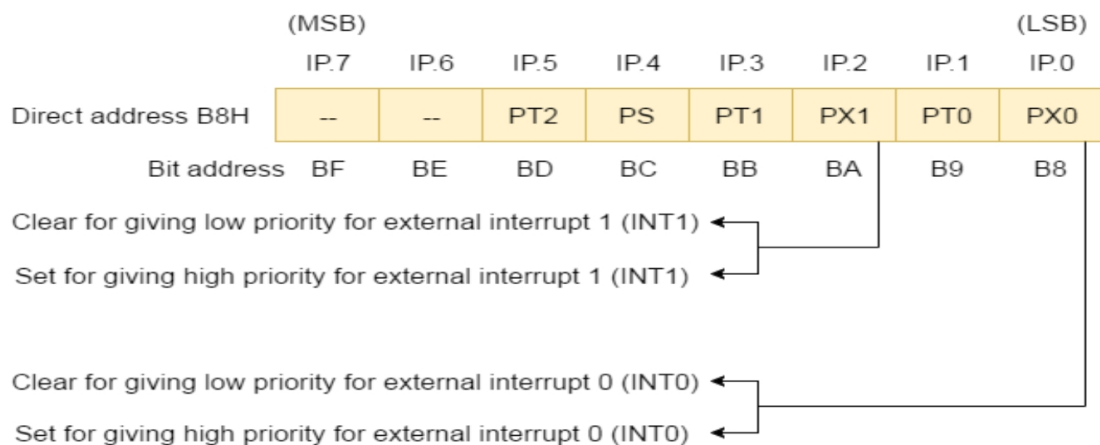 (MSB) (LSB)
IP.7 IP.6 IP.5 IP.4 IP.3 IP.2 IP.1 IP.0
Direct address B8H -- -- PT2 PS PT1 PX1 PT0 PX0
Bit address BF BE BD BC BB BA B9 B8
Clear for giving low priority for external interrupt 1 (INT1)
Set for giving high priority for external interrupt 1 (INT1)
Clear for giving low priority for external interrupt 0 (INT0)
Set for giving high priority for external interrupt 0 (INT0)